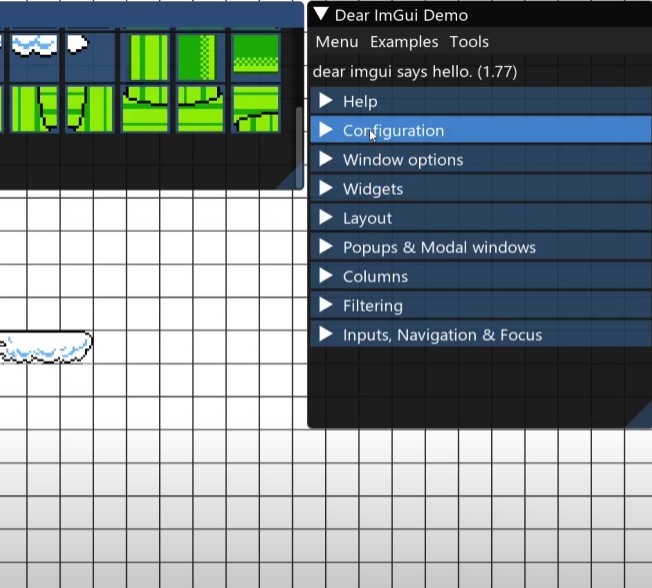 Dear ImGui Demo
Menu Examples Tools
dear imgui says hello. (1.77)
Help
Configuration
Window options
Widgets
Layout
Popups & Modal windows
Columns
Filtering
Inputs, Navigation & Focus